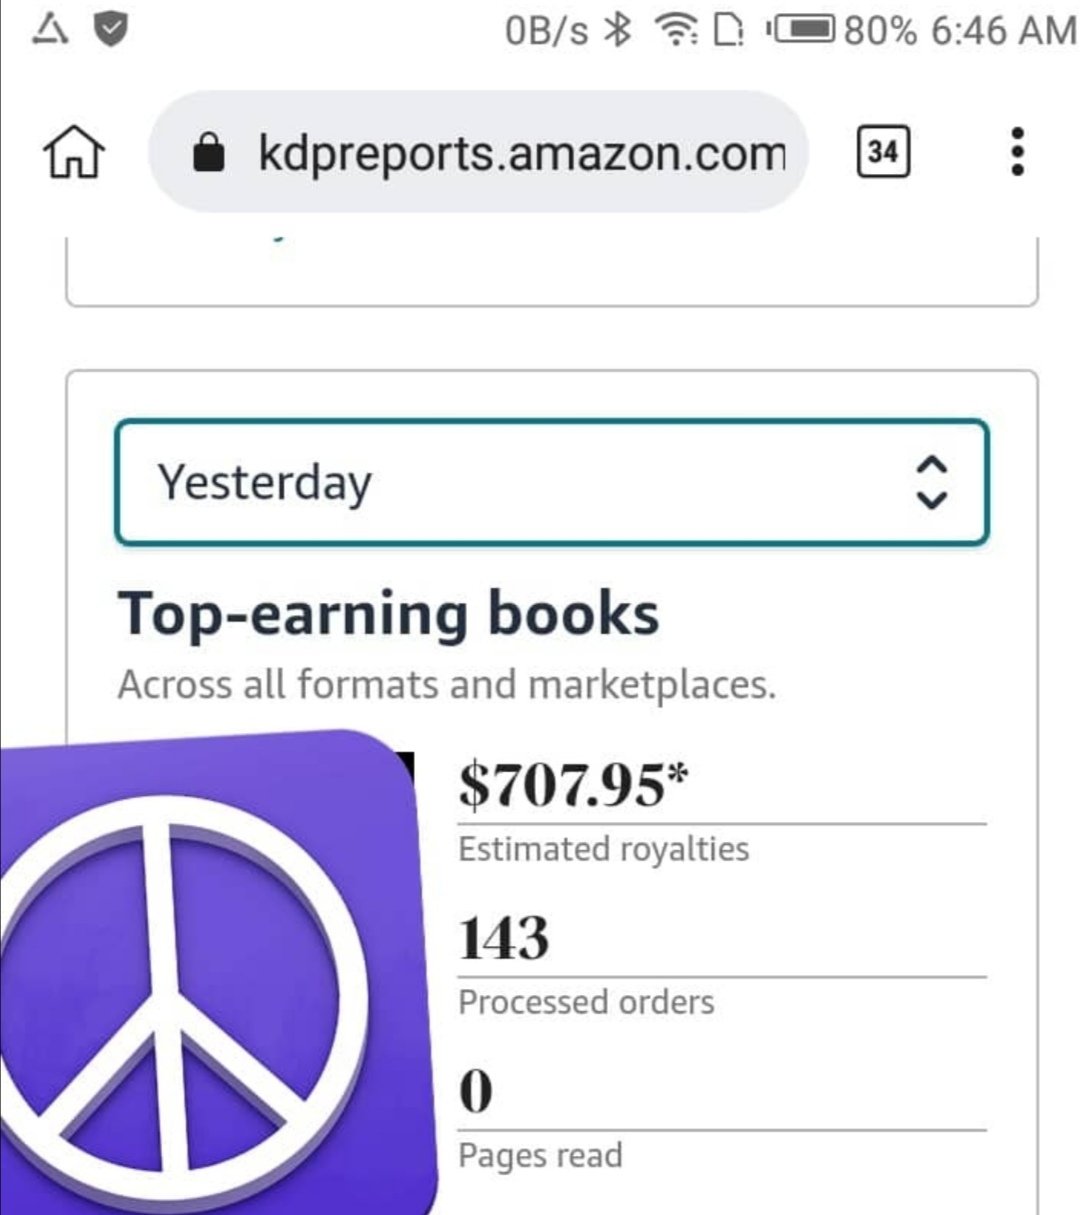 0B/s 80% 6:46 AM
kdpreports.amazon.com 34
Yesterday
Top-earning books
Across all formats and marketplaces.
$707.95*
Estimated royalties
143
Processed orders
0
Pages read